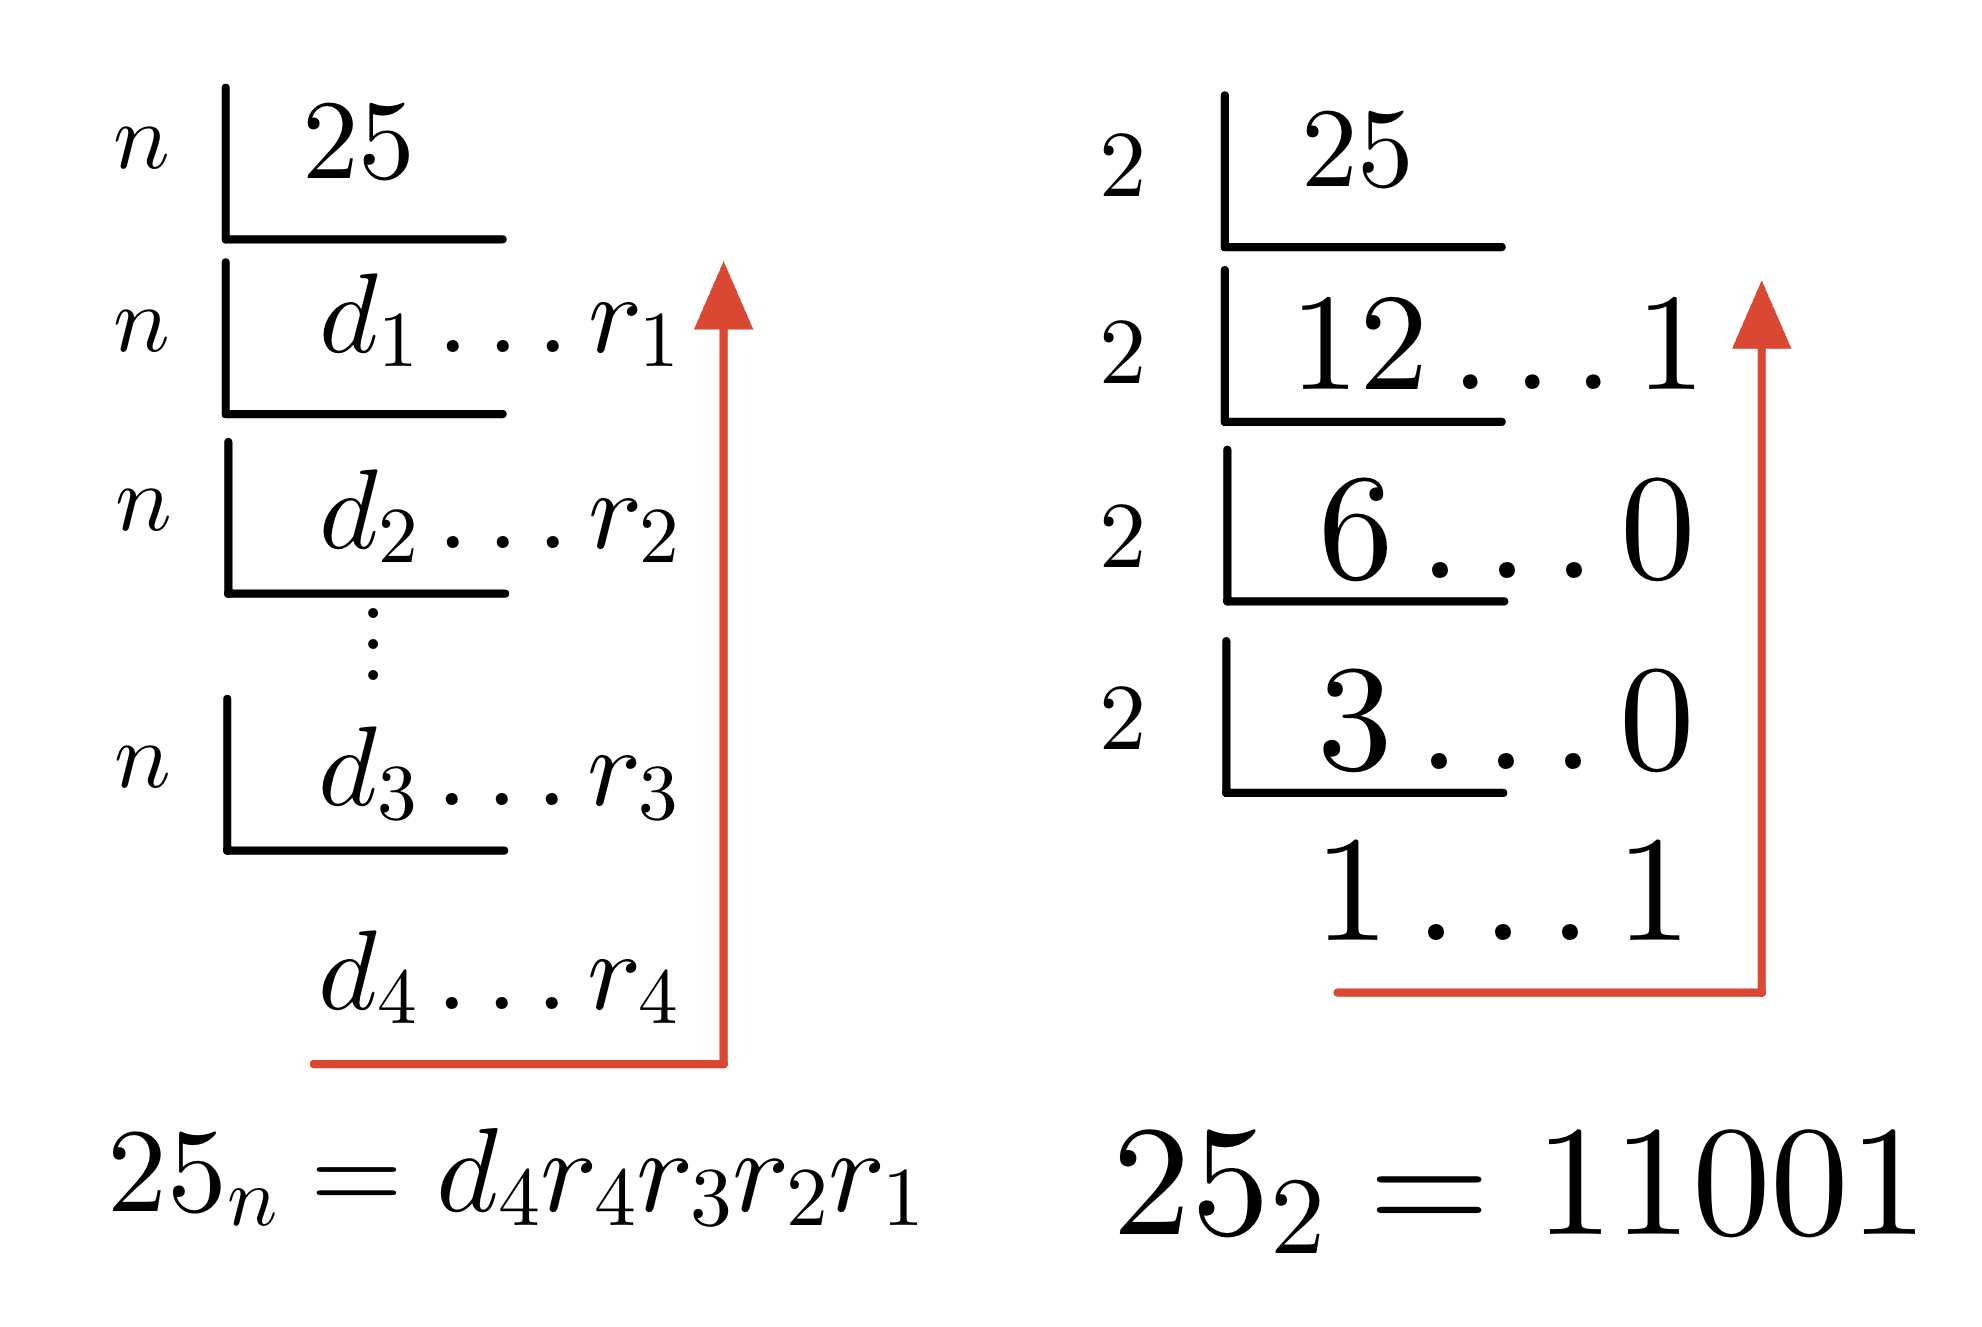 n 25
n d₁ . . . r₁
n d₂ . . . r₂
⋮
n d₃ . . . r₃
d₄ . . . r₄
25ₙ = d₄r₄r₃r₂r₁
2 25
2 12 . . . 1
2 6 . . . 0
2 3 . . . 0
1 . . . 1
25₂ = 11001